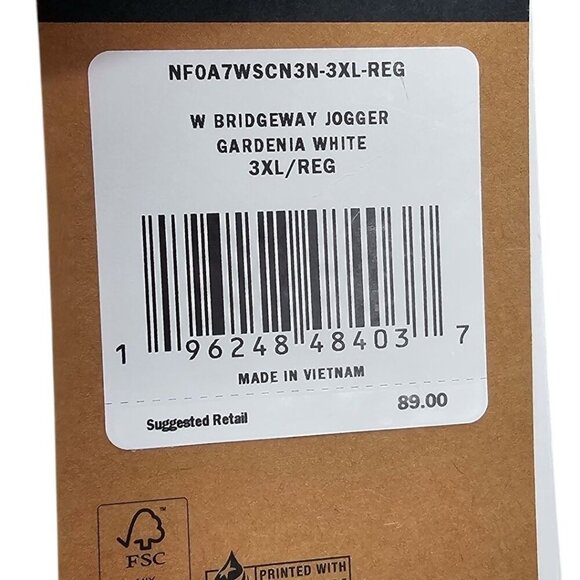 NF0A7WSCN3N-3XL-REG
W BRIDGEWAY JOGGER
GARDENIA WHITE
3XL/REG
1 96248 48403 7
MADE IN VIETNAM
Suggested Retail 89.00
™
FSC
PRINTED WITH